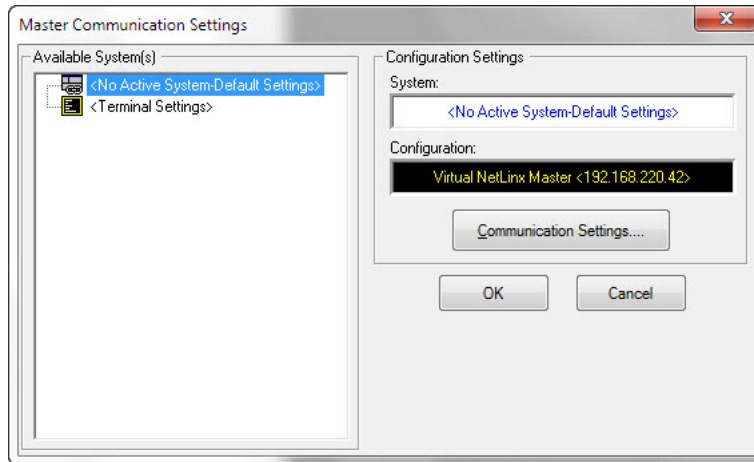 Master Communication Settings
Available System(s)
<No Active System-Default Settings>
<Terminal Settings>
Configuration Settings
System:
<No Active System-Default Settings>
Configuration:
Virtual NetLinx Master <192.168.220.42>
Communication Settings....
OK
Cancel